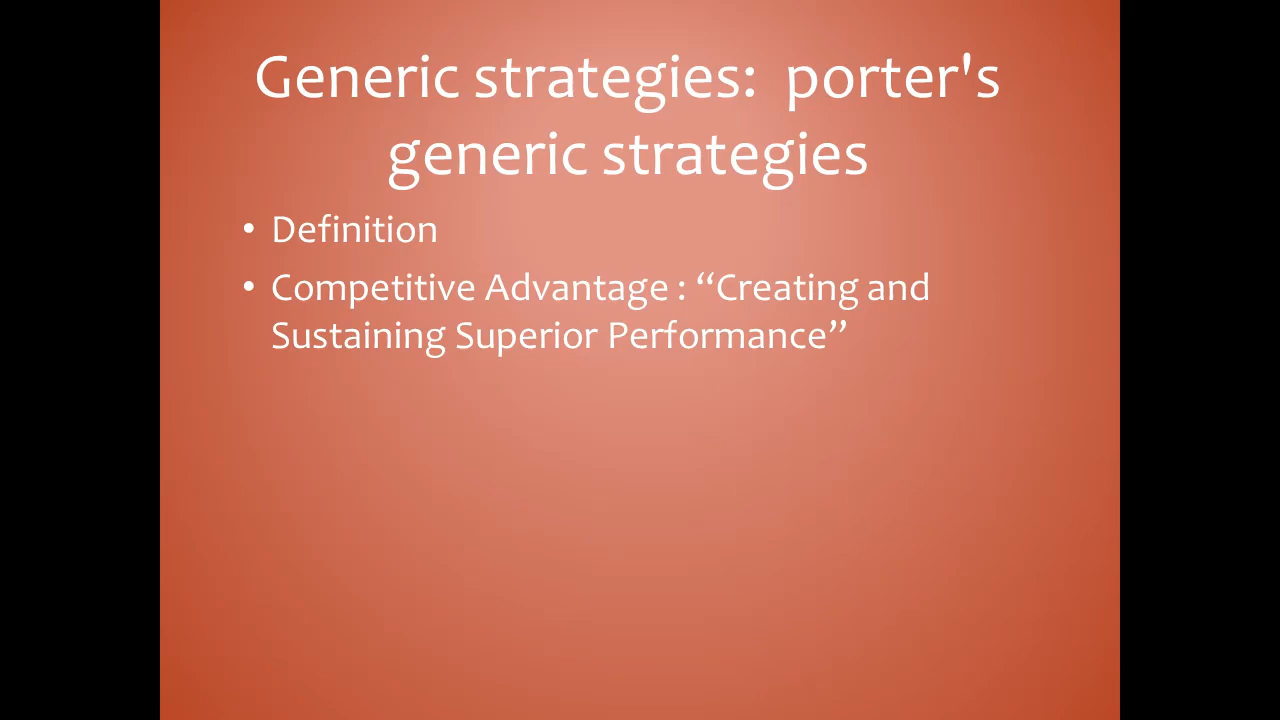 Generic strategies:  porter's
generic strategies
• Definition
• Competitive Advantage : “Creating and
Sustaining Superior Performance”